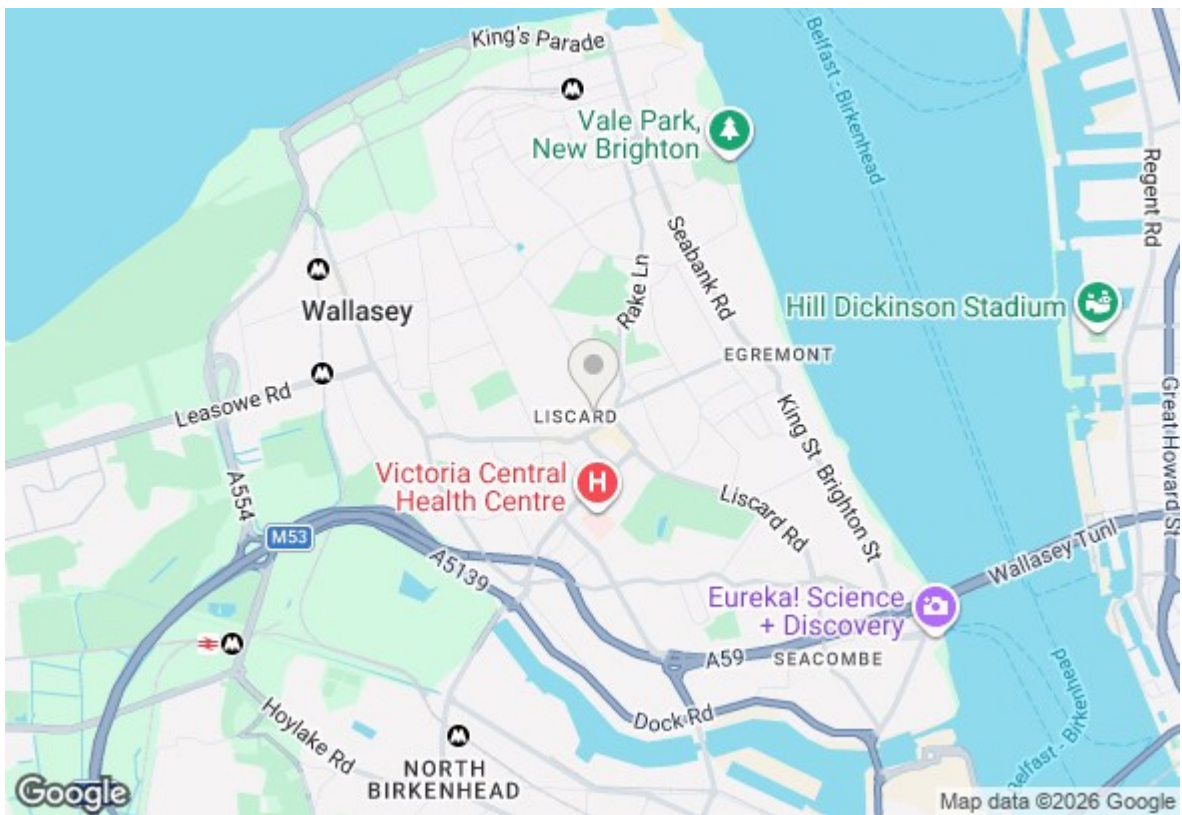 King's Parade
Belfast - Birkenhead
Vale Park,
New Brighton
Regent Rd
Seabank Rd
Rake Ln
Wallasey
Hill Dickinson Stadium
EGREMONT
Leasowe Rd
LISCARD
Great Howard St
King St
Brighton St
Victoria Central
Health Centre
H
A554
Liscard Rd
M53
A5139
Wallasey Tunl
Eureka! Science
+ Discovery
A59
SEACOMBE
Dock Rd
Hoylake Rd
Belfast - Birkenhead
NORTH
BIRKENHEAD
Google
Map data ©2026 Google